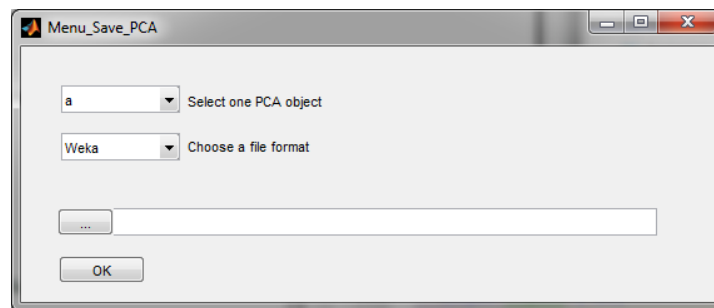 Menu_Save_PCA
a Select one PCA object
Weka Choose a file format
...
OK